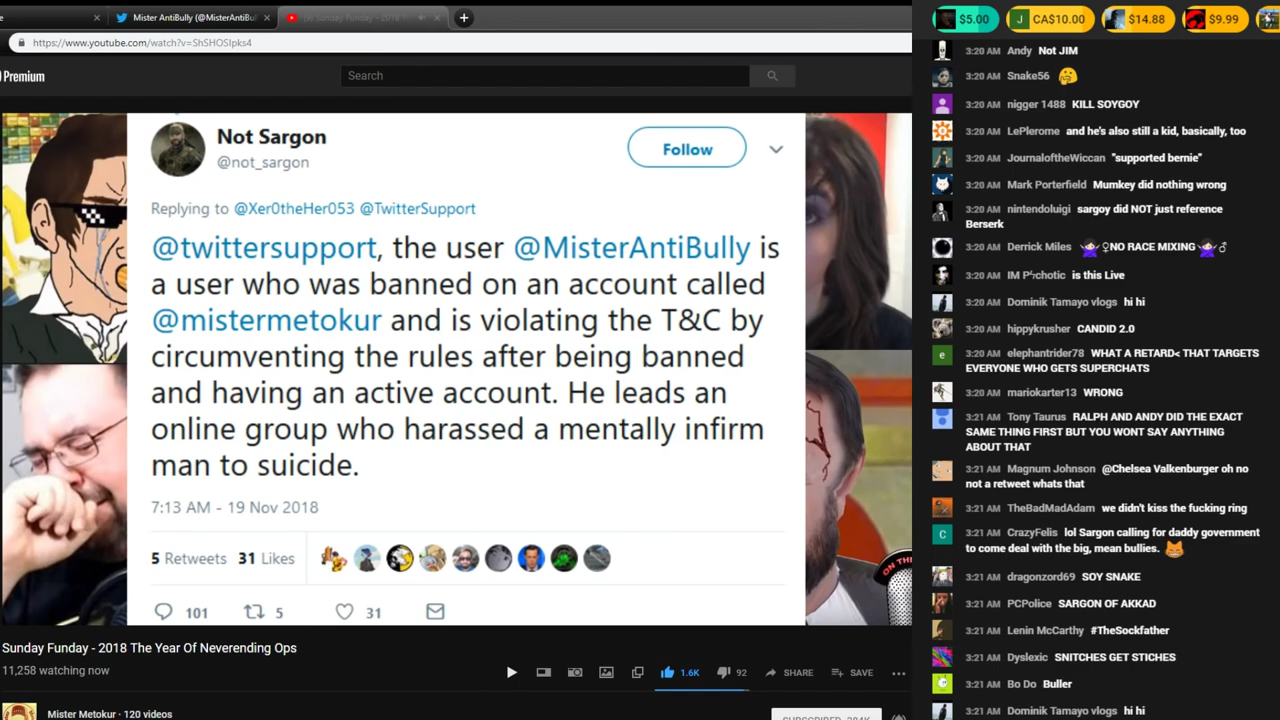 Mister AntiBully (@MisterAntiBul
(9) Sunday Funday - 2018
https://www.youtube.com/watch?v=ShSHOSIpks4
Premium
Search
Not Sargon
@not_sargon
Follow
Replying to @Xer0theHer053 @TwitterSupport
@twittersupport, the user @MisterAntiBully is
a user who was banned on an account called
@mistermetokur and is violating the T&C by
circumventing the rules after being banned
and having an active account. He leads an
online group who harassed a mentally infirm
man to suicide.
7:13 AM - 19 Nov 2018
5 Retweets 31 Likes
101 5 31
ON THE
Sunday Funday - 2018 The Year Of Neverending Ops
11,258 watching now
1.6K 92 SHARE SAVE
Mister Metokur · 120 videos
$5.00 J CA$10.00 $14.88 $9.99
3:20 AM Andy Not JIM
3:20 AM Snake56 🤔
3:20 AM nigger 1488 KILL SOYGOY
3:20 AM LePlerome and he's also still a kid, basically, too
3:20 AM JournaloftheWiccan "supported bernie"
3:20 AM Mark Porterfield Mumkey did nothing wrong
3:20 AM nintendoluigi sargoy did NOT just reference
Berserk
3:20 AM Derrick Miles 🙅♀NO RACE MIXING🙅♂
3:20 AM IM P৮chotic is this Live
3:20 AM Dominik Tamayo vlogs hi hi
3:20 AM hippykrusher CANDID 2.0
e 3:20 AM elephantrider78 WHAT A RETARD< THAT TARGETS
EVERYONE WHO GETS SUPERCHATS
3:20 AM mariokarter13 WRONG
3:21 AM Tony Taurus RALPH AND ANDY DID THE EXACT
SAME THING FIRST BUT YOU WONT SAY ANYTHING
ABOUT THAT
3:21 AM Magnum Johnson @Chelsea Valkenburger oh no
not a retweet whats that
3:21 AM TheBadMadAdam we didn't kiss the fucking ring
C 3:21 AM CrazyFelis lol Sargon calling for daddy government
to come deal with the big, mean bullies. 😼
3:21 AM dragonzord69 SOY SNAKE
3:21 AM PCPolice SARGON OF AKKAD
3:21 AM Lenin McCarthy #TheSockfather
3:21 AM Dyslexic SNITCHES GET STICHES
3:21 AM Bo Do Buller
3:21 AM Dominik Tamayo vlogs hi hi